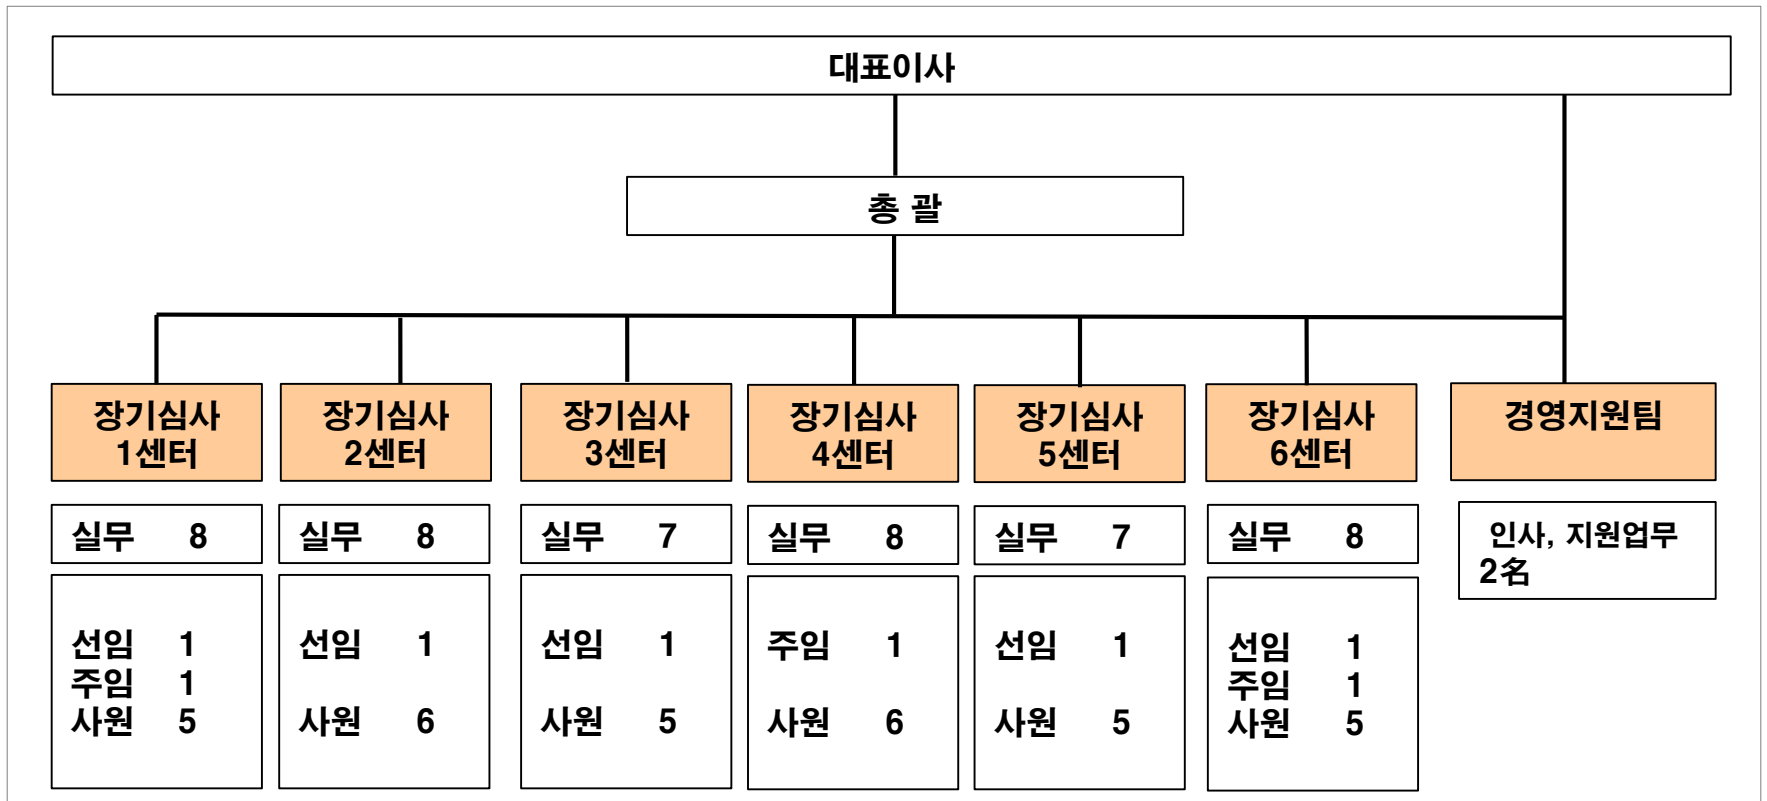 대표이사
총 괄
장기심사
1센터
장기심사
2센터
장기심사
3센터
장기심사
4센터
장기심사
5센터
장기심사
6센터
경영지원팀
실무 8
실무 8
실무 7
실무 8
실무 7
실무 8
인사, 지원업무
2名
선임 1
주임 1
사원 5
선임 1
사원 6
선임 1
사원 5
주임 1
사원 6
선임 1
사원 5
선임 1
주임 1
사원 5